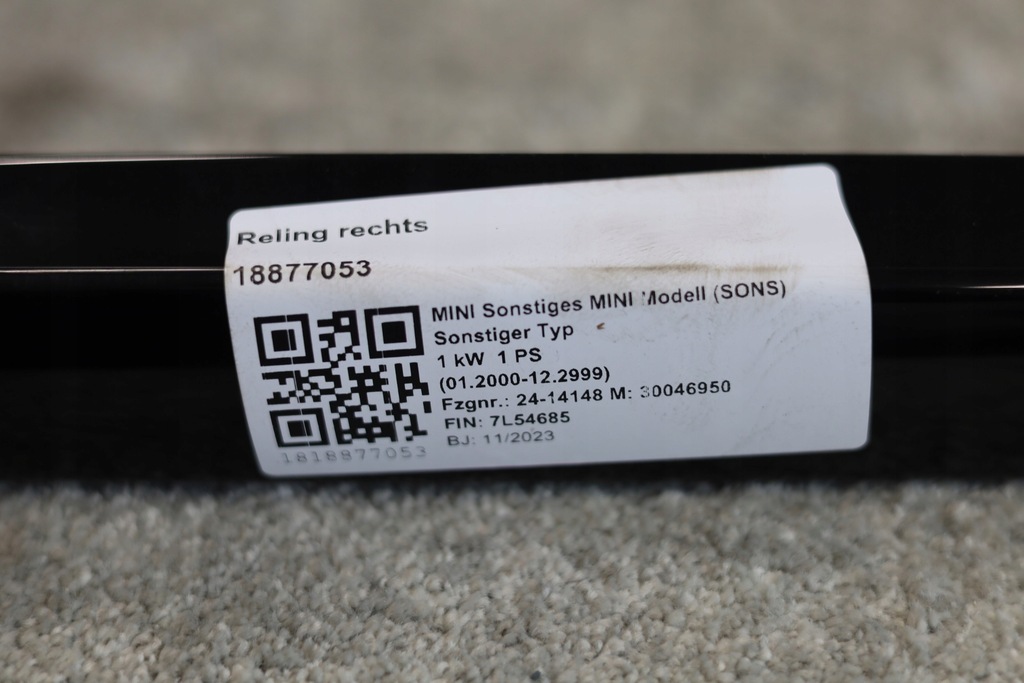 Reling rechts
18877053
MINI Sonstiges MINI Modell (SONS)
Sonstiger Typ
1 kW 1 PS
(01.2000-12.2999)
Fzgnr.: 24-14148 M: 30046950
FIN: 7L54685
BJ: 11/2023
1818877053